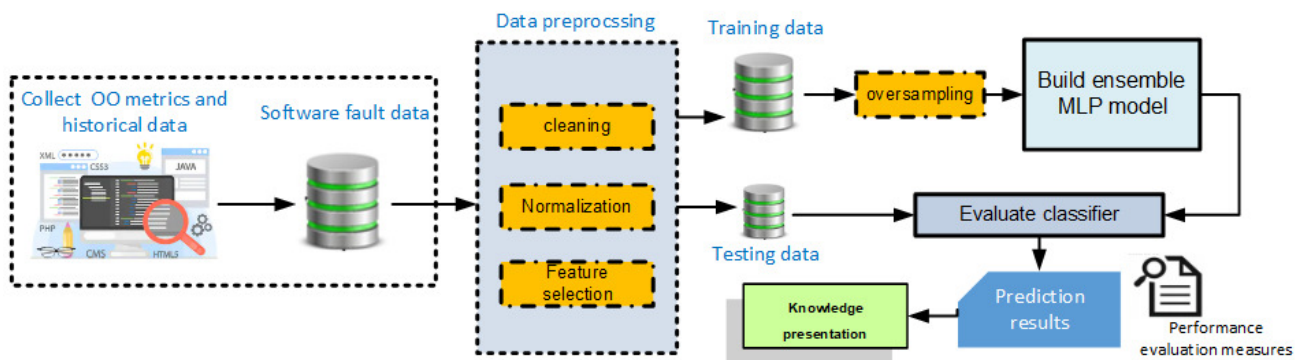 Data preprocssing
Training data
Collect OO metrics and
historical data
Software fault data
cleaning
Normalization
Feature
selection
oversampling
Build ensemble
MLP model
XML
CSS3
JAVA
PHP
CMS
HTML5
Evaluate classifier
Testing data
Prediction
results
Knowledge
presentation
Performance
evaluation measures